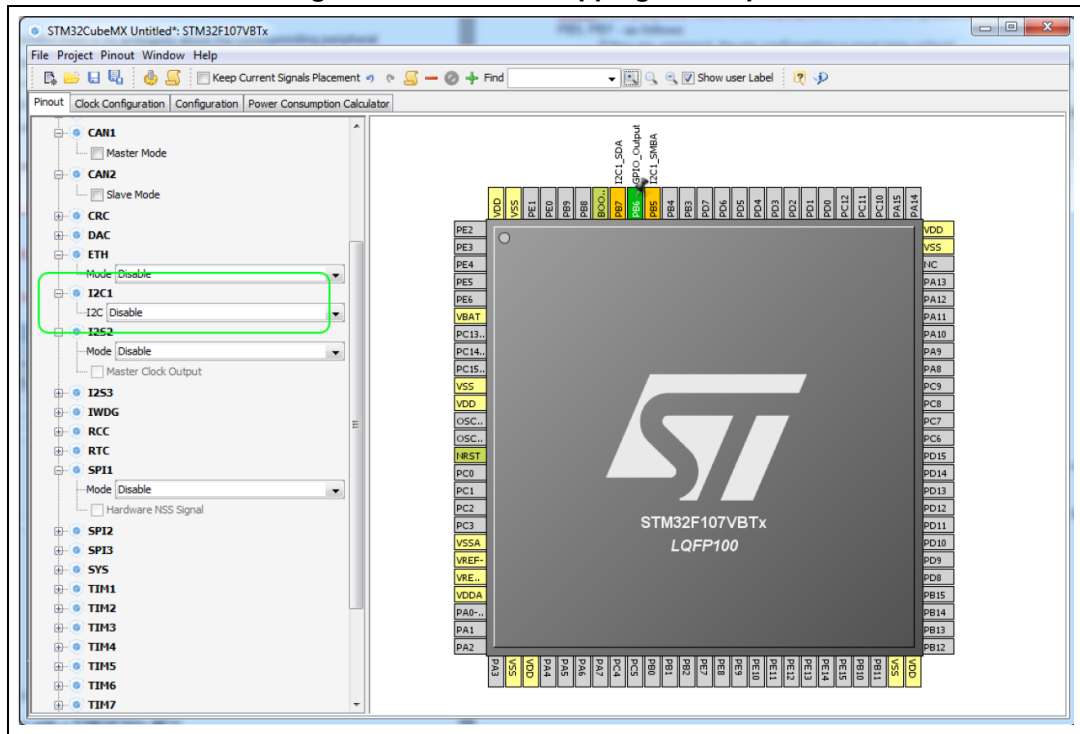 STM32CubeMX Untitled*: STM32F107VBTx
File Project Pinout Window Help
Keep Current Signals Placement Find Show user Label
Pinout Clock Configuration Configuration Power Consumption Calculator
CAN1
Master Mode
CAN2
Slave Mode
CRC
DAC
ETH
Mode Disable
I2C1
I2C Disable
I2S2
Mode Disable
Master Clock Output
I2S3
IWDG
RCC
RTC
SPI1
Mode Disable
Hardware NSS Signal
SPI2
SPI3
SYS
TIM1
TIM2
TIM3
TIM4
TIM5
TIM6
TIM7
I2C1_SDA
GPIO_Output
I2C1_SMBA
VDD
VSS
PE1
PE0
PB9
PB8
BOO..
PB7
PB6
PB5
PB4
PB3
PD7
PD6
PD5
PD4
PD3
PD2
PD1
PD0
PC12
PC11
PC10
PA15
PA14
PE2
PE3
PE4
PE5
PE6
VBAT
PC13..
PC14..
PC15..
VSS
VDD
OSC..
OSC..
NRST
PC0
PC1
PC2
PC3
VSSA
VREF-
VRE..
VDDA
PA0-..
PA1
PA2
ST
STM32F107VBTx
LQFP100
VDD
VSS
NC
PA13
PA12
PA11
PA10
PA9
PA8
PC9
PC8
PC7
PC6
PD15
PD14
PD13
PD12
PD11
PD10
PD9
PD8
PB15
PB14
PB13
PB12
PA3
VSS
VDD
PA4
PA5
PA6
PA7
PC4
PC5
PB0
PB1
PB2
PE7
PE8
PE9
PE10
PE11
PE12
PE13
PE14
PE15
PB10
PB11
VSS
VDD